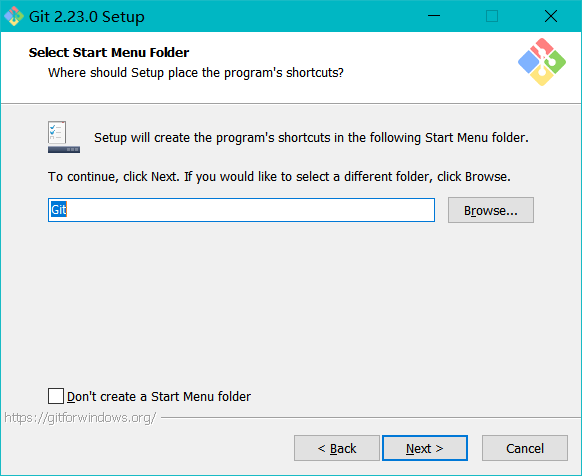 Git 2.23.0 Setup
Select Start Menu Folder
Where should Setup place the program's shortcuts?
Setup will create the program's shortcuts in the following Start Menu folder.
To continue, click Next. If you would like to select a different folder, click Browse.
Git
Browse...
Don't create a Start Menu folder
https://gitforwindows.org/
< Back
Next >
Cancel